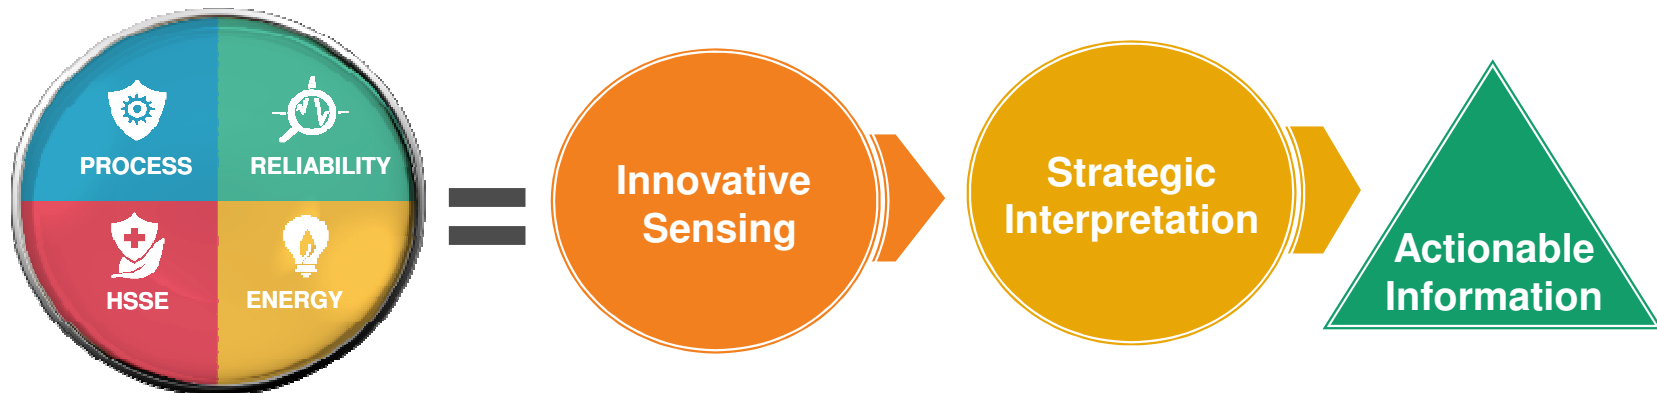 PROCESS
RELIABILITY
HSSE
ENERGY
=
Innovative
Sensing
Strategic
Interpretation
Actionable
Information